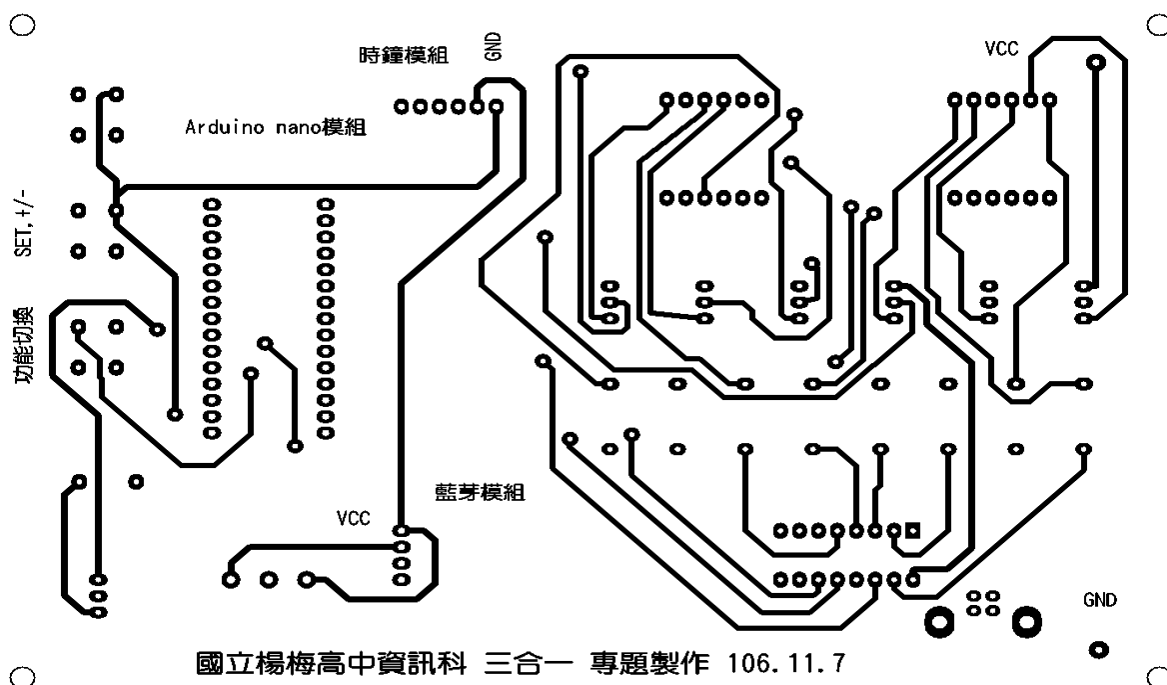 時鐘模組
GND
VCC
Arduino nano模組
SET,+/-
功能切換
藍芽模組
VCC
GND
國立楊梅高中資訊科 三合一 專題製作 106.11.7